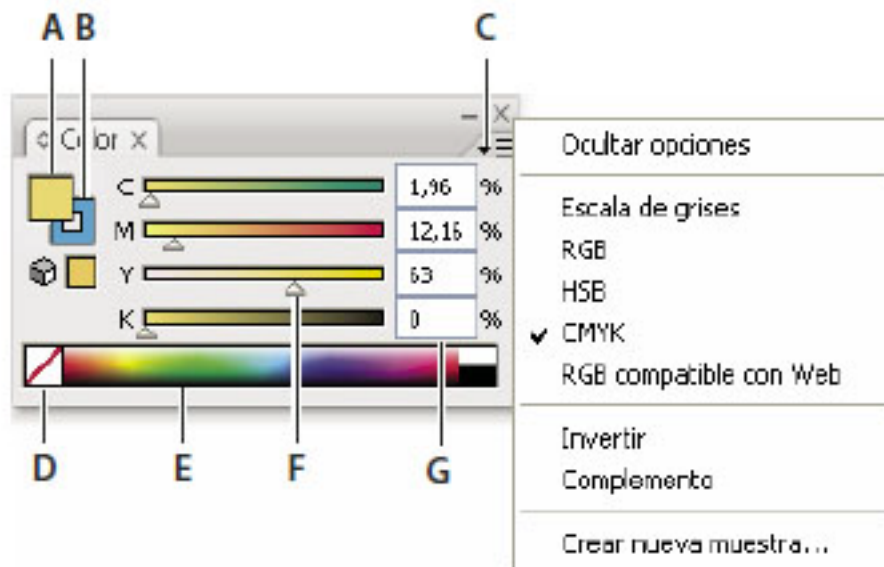 A B C
Color
C 1,96 %
M 12,16 %
Y 63 %
K 0 %
D E F G
Ocultar opciones
Escala de grises
RGB
HSB
CMYK
RGB compatible con Web
Invertir
Complemento
Crear nueva muestra...